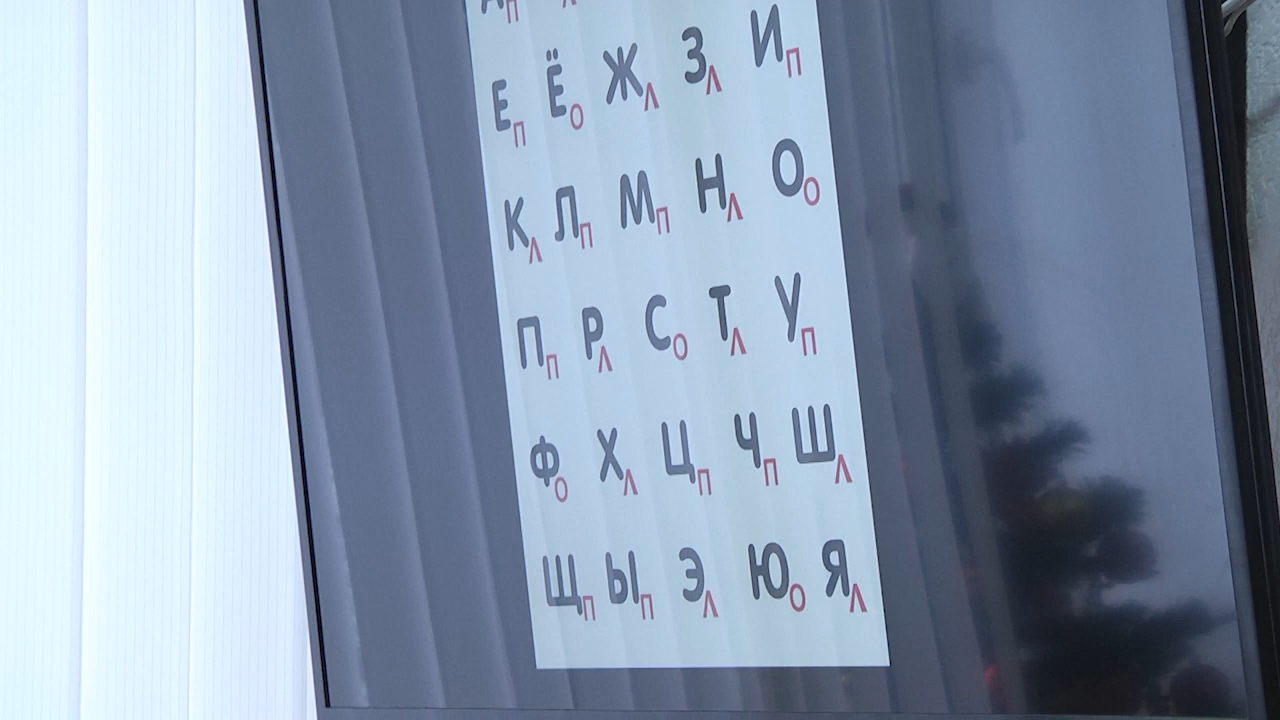 Еп Ёо Жл Зл Ип
Кл Лп Мп Нл Оо
Пп Рл Со Тл Уп
Фо Хл Цп Чп Шл
Щп Ып Эл Юо Ял